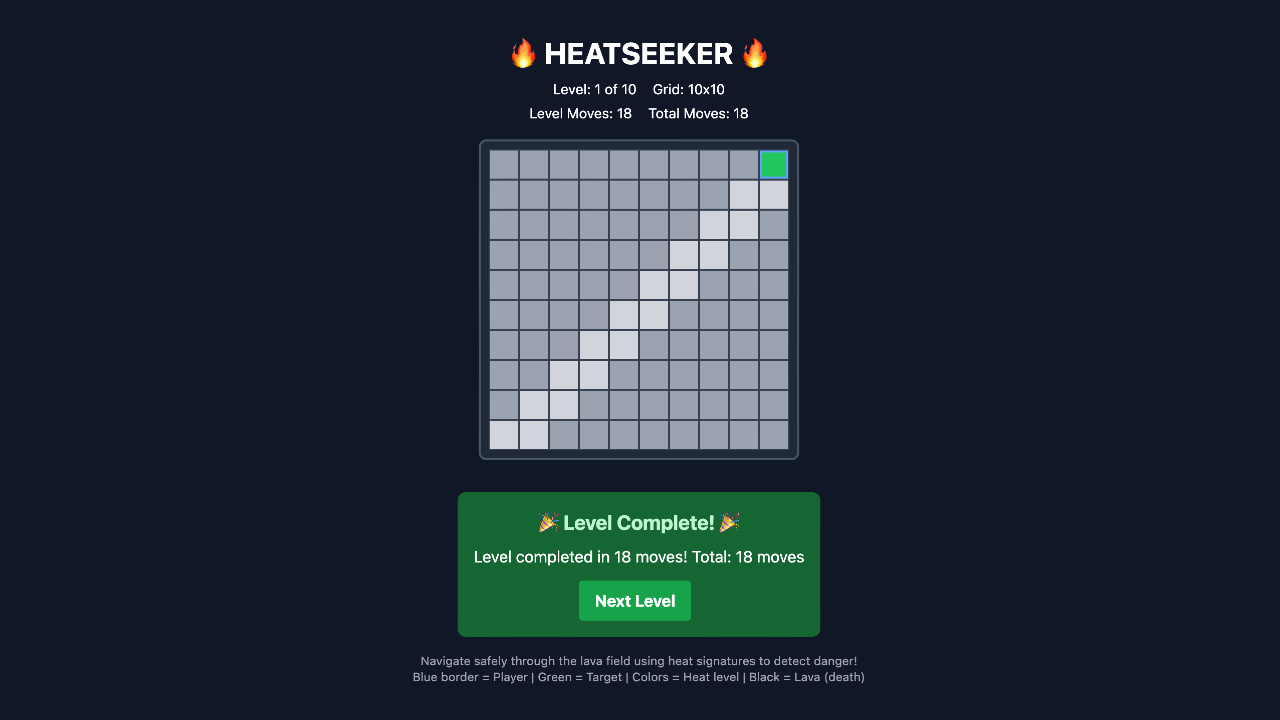 🔥 HEATSEEKER 🔥
Level: 1 of 10 Grid: 10x10
Level Moves: 18 Total Moves: 18
🎉 Level Complete! 🎉
Level completed in 18 moves! Total: 18 moves
Next Level
Navigate safely through the lava field using heat signatures to detect danger!
Blue border = Player | Green = Target | Colors = Heat level | Black = Lava (death)